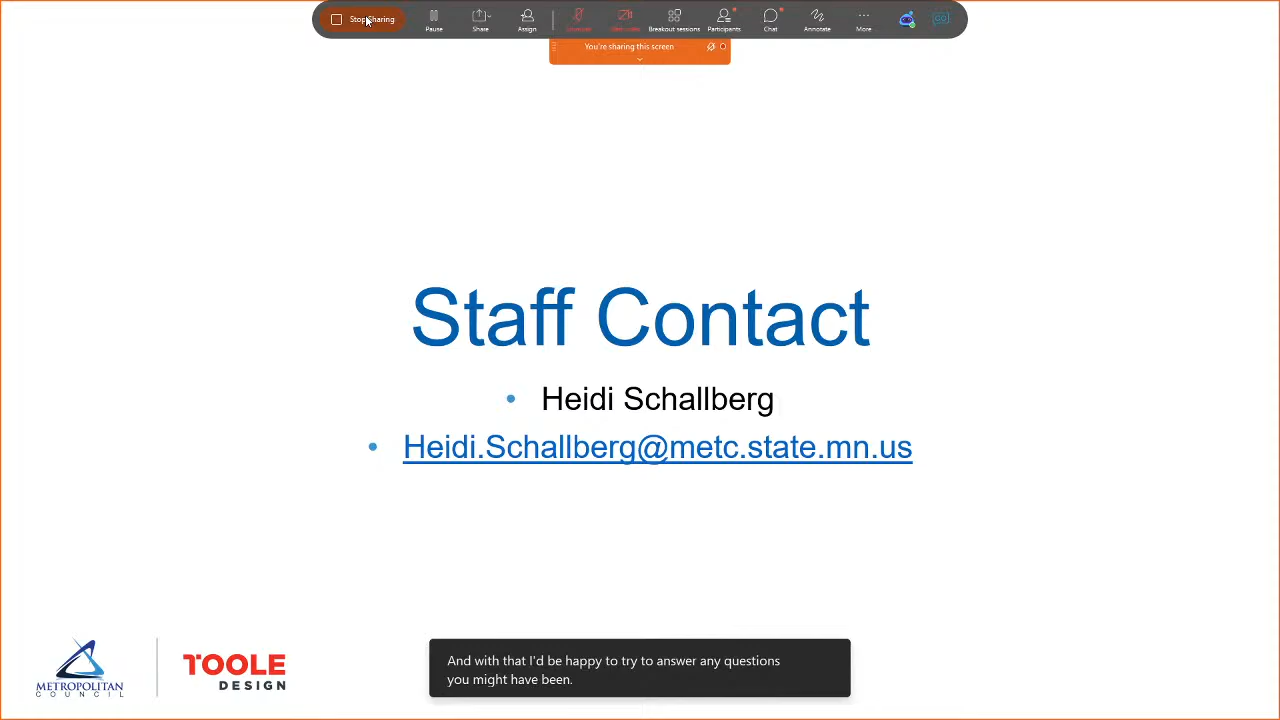 Stop Sharing
Pause
Share
Assign
Breakout sessions
Participants
Chat
Annotate
More
You're sharing this screen
Staff Contact
• Heidi Schallberg
• Heidi.Schallberg@metc.state.mn.us
METROPOLITAN
COUNCIL
TOOLE
DESIGN
And with that I'd be happy to try to answer any questions
you might have been.